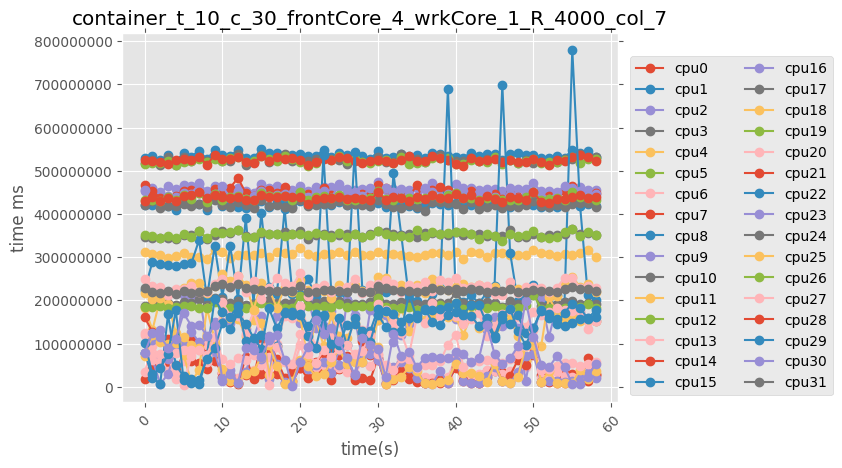 container_t_10_c_30_frontCore_4_wrkCore_1_R_4000_col_7
800000000
700000000
600000000
500000000
400000000
300000000
200000000
100000000
0
time ms
0
10
20
30
40
50
60
time(s)
cpu0
cpu1
cpu2
cpu3
cpu4
cpu5
cpu6
cpu7
cpu8
cpu9
cpu10
cpu11
cpu12
cpu13
cpu14
cpu15
cpu16
cpu17
cpu18
cpu19
cpu20
cpu21
cpu22
cpu23
cpu24
cpu25
cpu26
cpu27
cpu28
cpu29
cpu30
cpu31